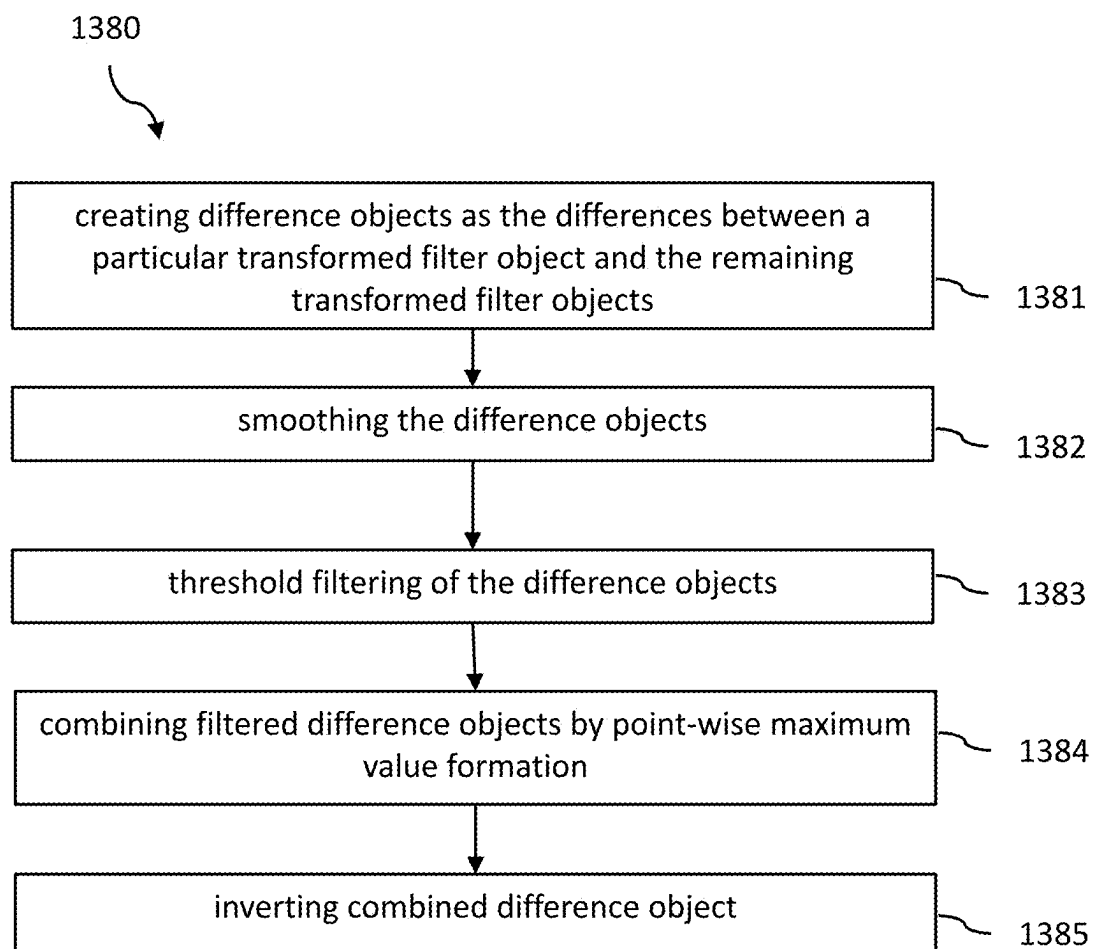 1380
creating difference objects as the differences between a
particular transformed filter object and the remaining
transformed filter objects
1381
smoothing the difference objects
1382
threshold filtering of the difference objects
1383
combining filtered difference objects by point-wise maximum
value formation
1384
inverting combined difference object
1385